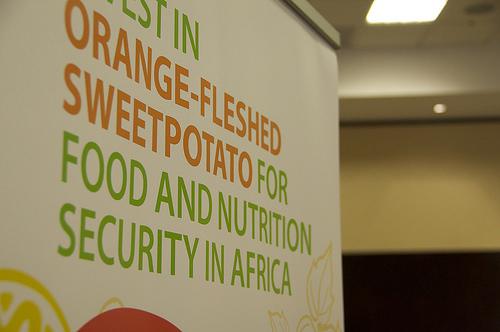 IN
ORANGE-FLESHED
SWEETPOTATO FOR
FOOD AND NUTRITION
SECURITY IN AFRICA